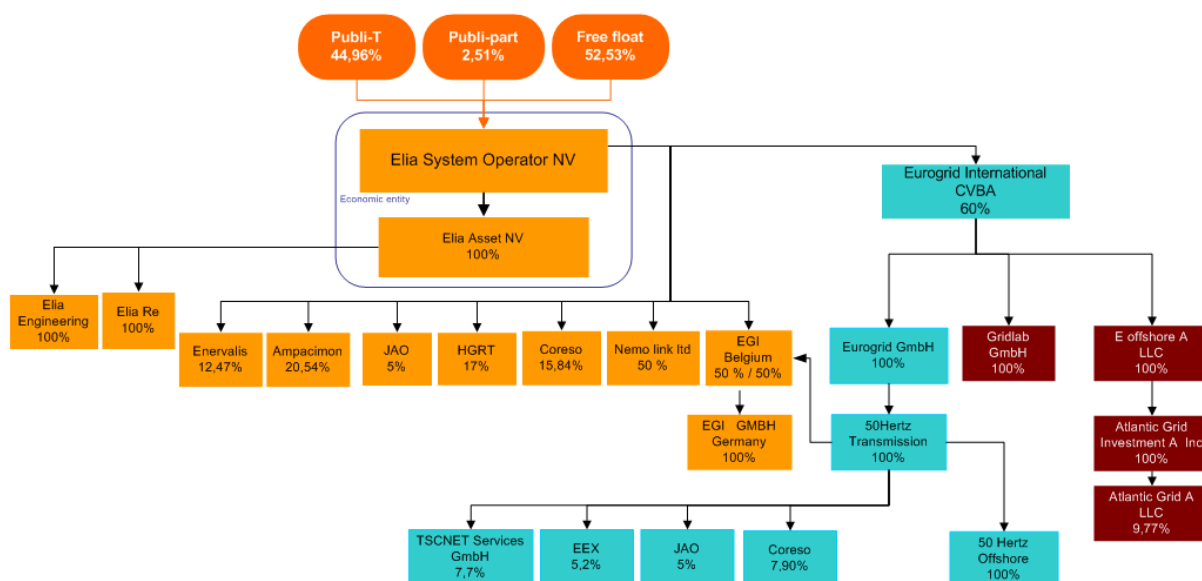 Publi-T
44,96%
Publi-part
2,51%
Free float
52,53%
Elia System Operator NV
Economic entity
Elia Asset NV
100%
Eurogrid International
CVBA
60%
Elia
Engineering
100%
Elia Re
100%
Enervalis
12,47%
Ampacimon
20,54%
JAO
5%
HGRT
17%
Coreso
15,84%
Nemo link ltd
50 %
EGI
Belgium
50 % / 50%
Eurogrid GmbH
100%
Gridlab
GmbH
100%
E offshore A
LLC
100%
EGI GMBH
Germany
100%
50Hertz
Transmission
100%
Atlantic Grid
Investment A Inc
100%
Atlantic Grid A
LLC
9,77%
TSCNET Services
GmbH
7,7%
EEX
5,2%
JAO
5%
Coreso
7,90%
50 Hertz
Offshore
100%